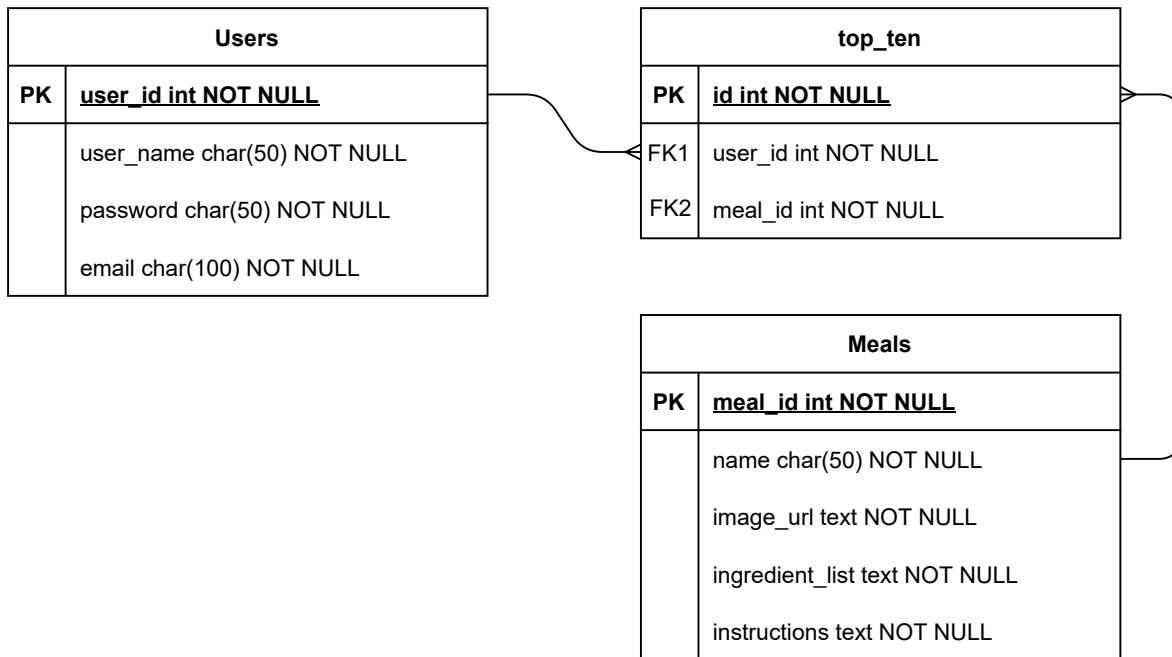 Users
PK user_id int NOT NULL
user_name char(50) NOT NULL
password char(50) NOT NULL
email char(100) NOT NULL
top_ten
PK id int NOT NULL
FK1 user_id int NOT NULL
FK2 meal_id int NOT NULL
Meals
PK meal_id int NOT NULL
name char(50) NOT NULL
image_url text NOT NULL
ingredient_list text NOT NULL
instructions text NOT NULL